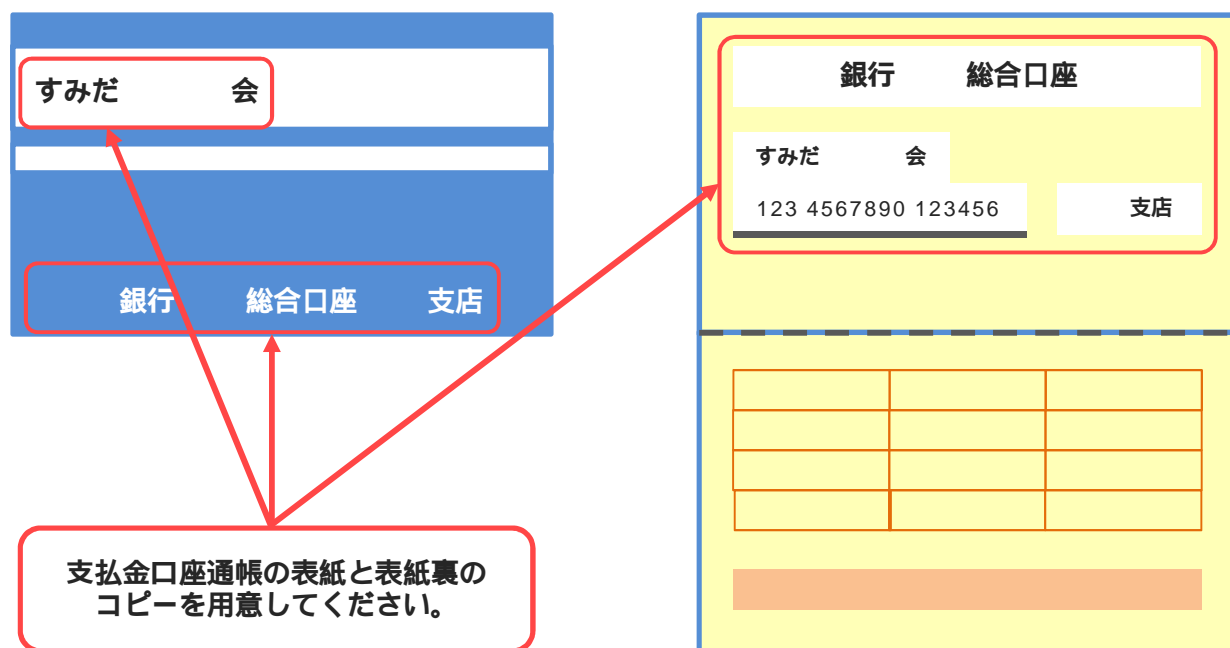 すみだ 会
銀行 総合口座 支店
支払金口座通帳の表紙と表紙裏の
コピーを用意してください。
銀行 総合口座
すみだ 会
123 4567890 123456 支店